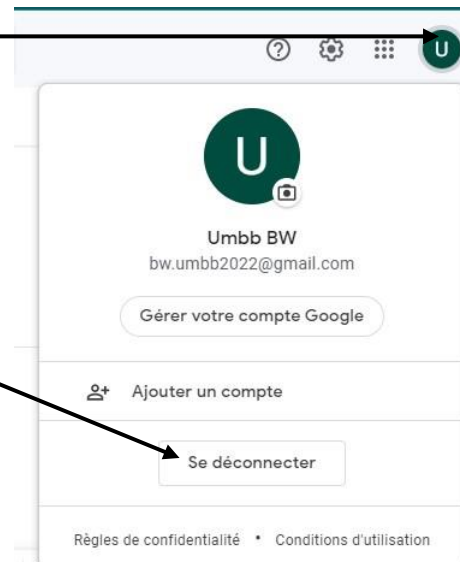 U
U
Umbb BW
bw.umbb2022@gmail.com
Gérer votre compte Google
Ajouter un compte
Se déconnecter
Règles de confidentialité • Conditions d'utilisation